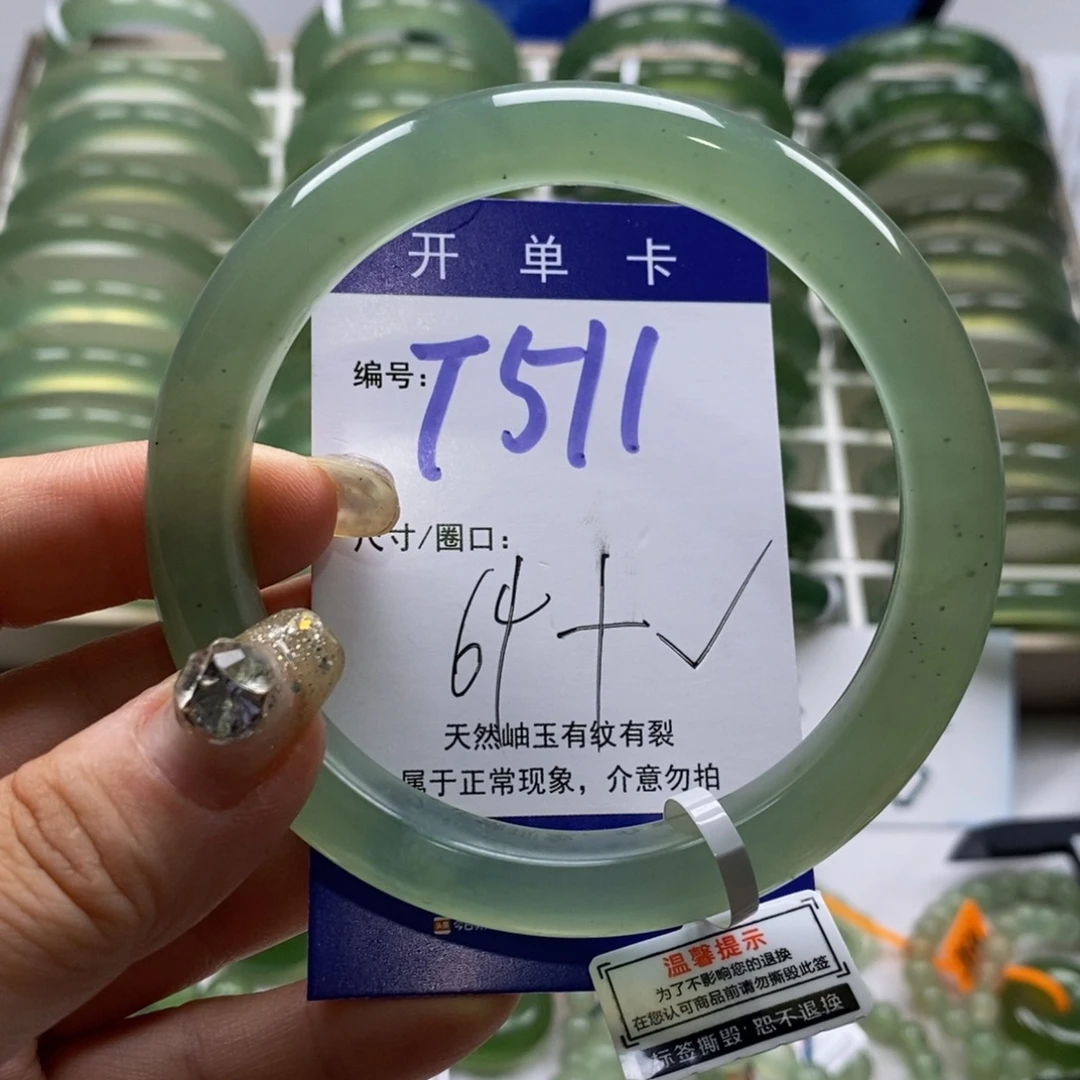 开单卡
编号：T511
尺寸/圈口：
64+✓
天然岫玉有纹有裂
属于正常现象，介意勿拍
温馨提示
为了不影响您的退换
在您认可商品前请勿撕毁此签
标签撕毁 恕不退换